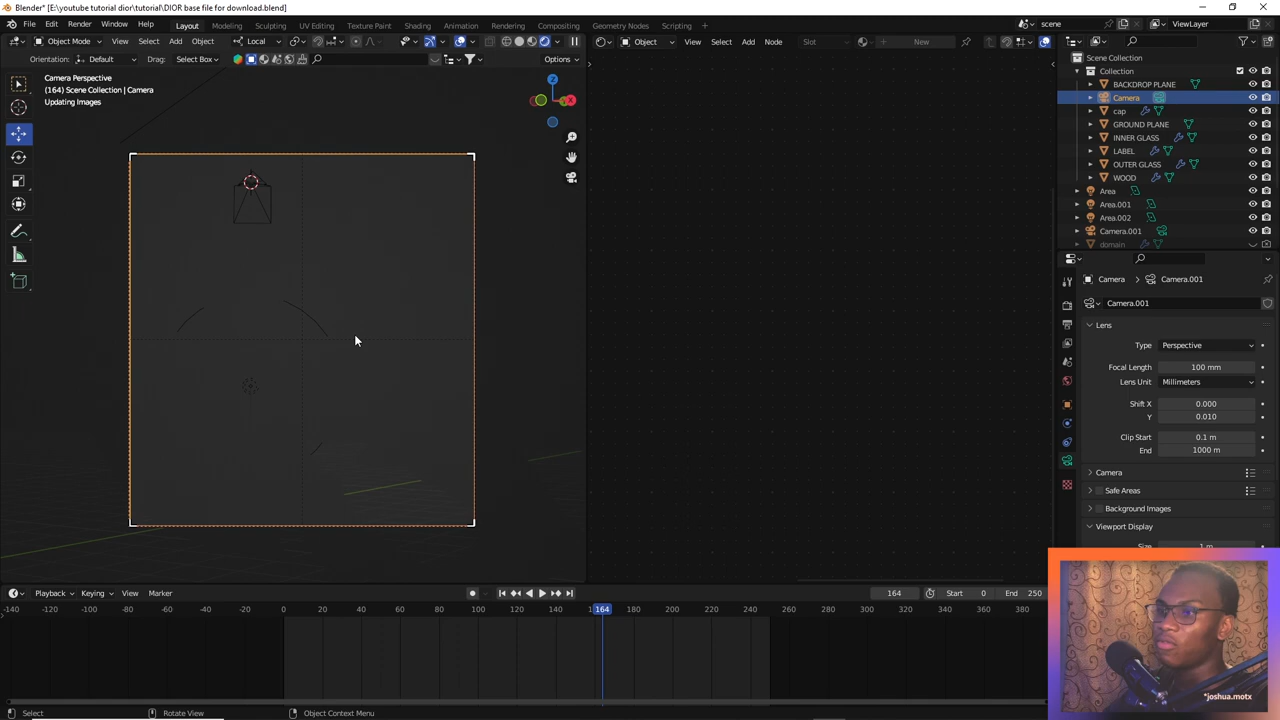 Blender* [E:\youtube tutorial dior\tutorial\DIOR base file for download.blend]
File Edit Render Window Help Layout Modeling Sculpting UV Editing Texture Paint Shading Animation Rendering Compositing Geometry Nodes Scripting scene ViewLayer
Object Mode View Select Add Object Local Object View Select Add Node Slot New
Orientation: Default Drag: Select Box Options
Camera Perspective
(164) Scene Collection | Camera
Updating Images
Z
X
Scene Collection
Collection
BACKDROP PLANE
Camera
cap
GROUND PLANE
INNER GLASS
LABEL
OUTER GLASS
WOOD
Area
Area.001
Area.002
Camera.001
domain
Camera Camera.001
Camera.001
Lens
Type Perspective
Focal Length 100 mm
Lens Unit Millimeters
Shift X 0.000
Y 0.010
Clip Start 0.1 m
End 1000 m
Camera
Safe Areas
Background Images
Viewport Display
Size 1 m
Playback Keying View Marker 164 Start 0 End 250
-140 -120 -100 -80 -60 -40 -20 0 20 40 60 80 100 120 140 164 180 200 220 240 260 280 300 320 340 360 380
Select Rotate View Object Context Menu
*joshua.motx